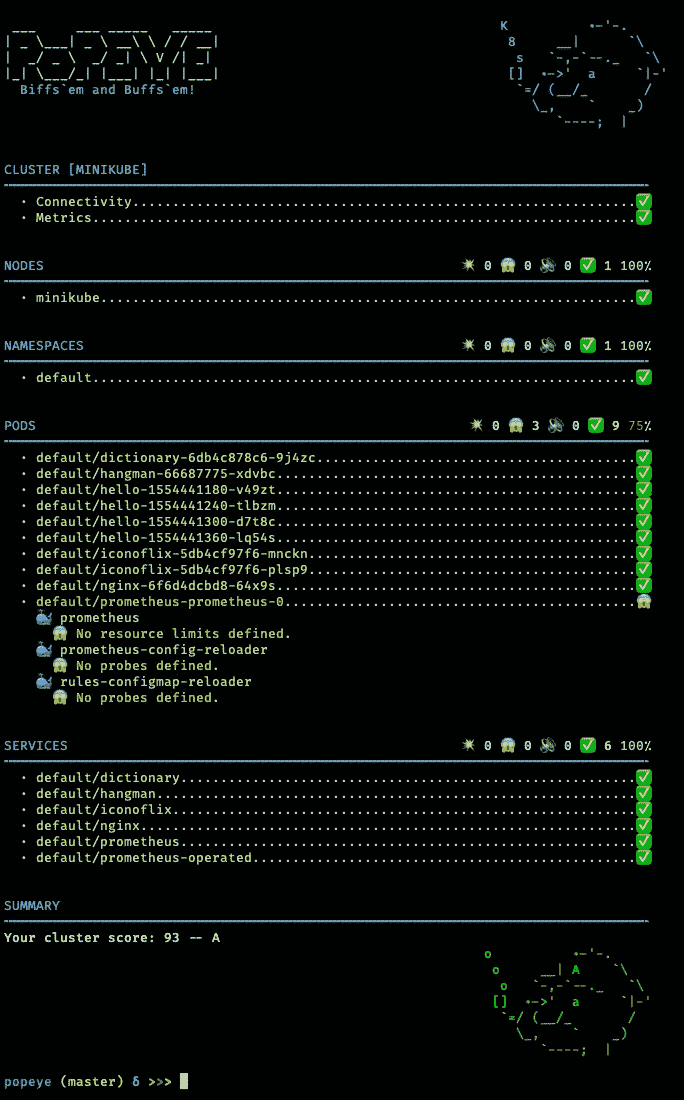 POPEYE
Biffs`em and Buffs`em!
K
8
s
[]
a
CLUSTER [MINIKUBE]
· Connectivity...............................................................✅
· Metrics....................................................................✅
NODES 💥 0 😱 0 🔊 0 ✅ 1 100٪
· minikube...................................................................✅
NAMESPACES 💥 0 😱 0 🔊 0 ✅ 1 100٪
· default....................................................................✅
PODS 💥 0 😱 3 🔊 0 ✅ 9 75٪
· default/dictionary-6db4c878c6-9j4zc........................................✅
· default/hangman-66687775-xdvbc.............................................✅
· default/hello-1554441180-v49zt.............................................✅
· default/hello-1554441240-tlbzm.............................................✅
· default/hello-1554441300-d7t8c.............................................✅
· default/hello-1554441360-lq54s.............................................✅
· default/iconoflix-5db4cf97f6-mnckn.........................................✅
· default/iconoflix-5db4cf97f6-plsp9.........................................✅
· default/nginx-6f6d4dcbd8-64x9s.............................................✅
· default/prometheus-prometheus-0............................................😱
🐳 prometheus
😱 No resource limits defined.
🐳 prometheus-config-reloader
😱 No probes defined.
🐳 rules-configmap-reloader
😱 No probes defined.
SERVICES 💥 0 😱 0 🔊 0 ✅ 6 100٪
· default/dictionary.........................................................✅
· default/hangman............................................................✅
· default/iconoflix..........................................................✅
· default/nginx..............................................................✅
· default/prometheus.........................................................✅
· default/prometheus-operated................................................✅
SUMMARY
Your cluster score: 93 -- A
o
o A
o
[] a
popeye (master) δ >>>